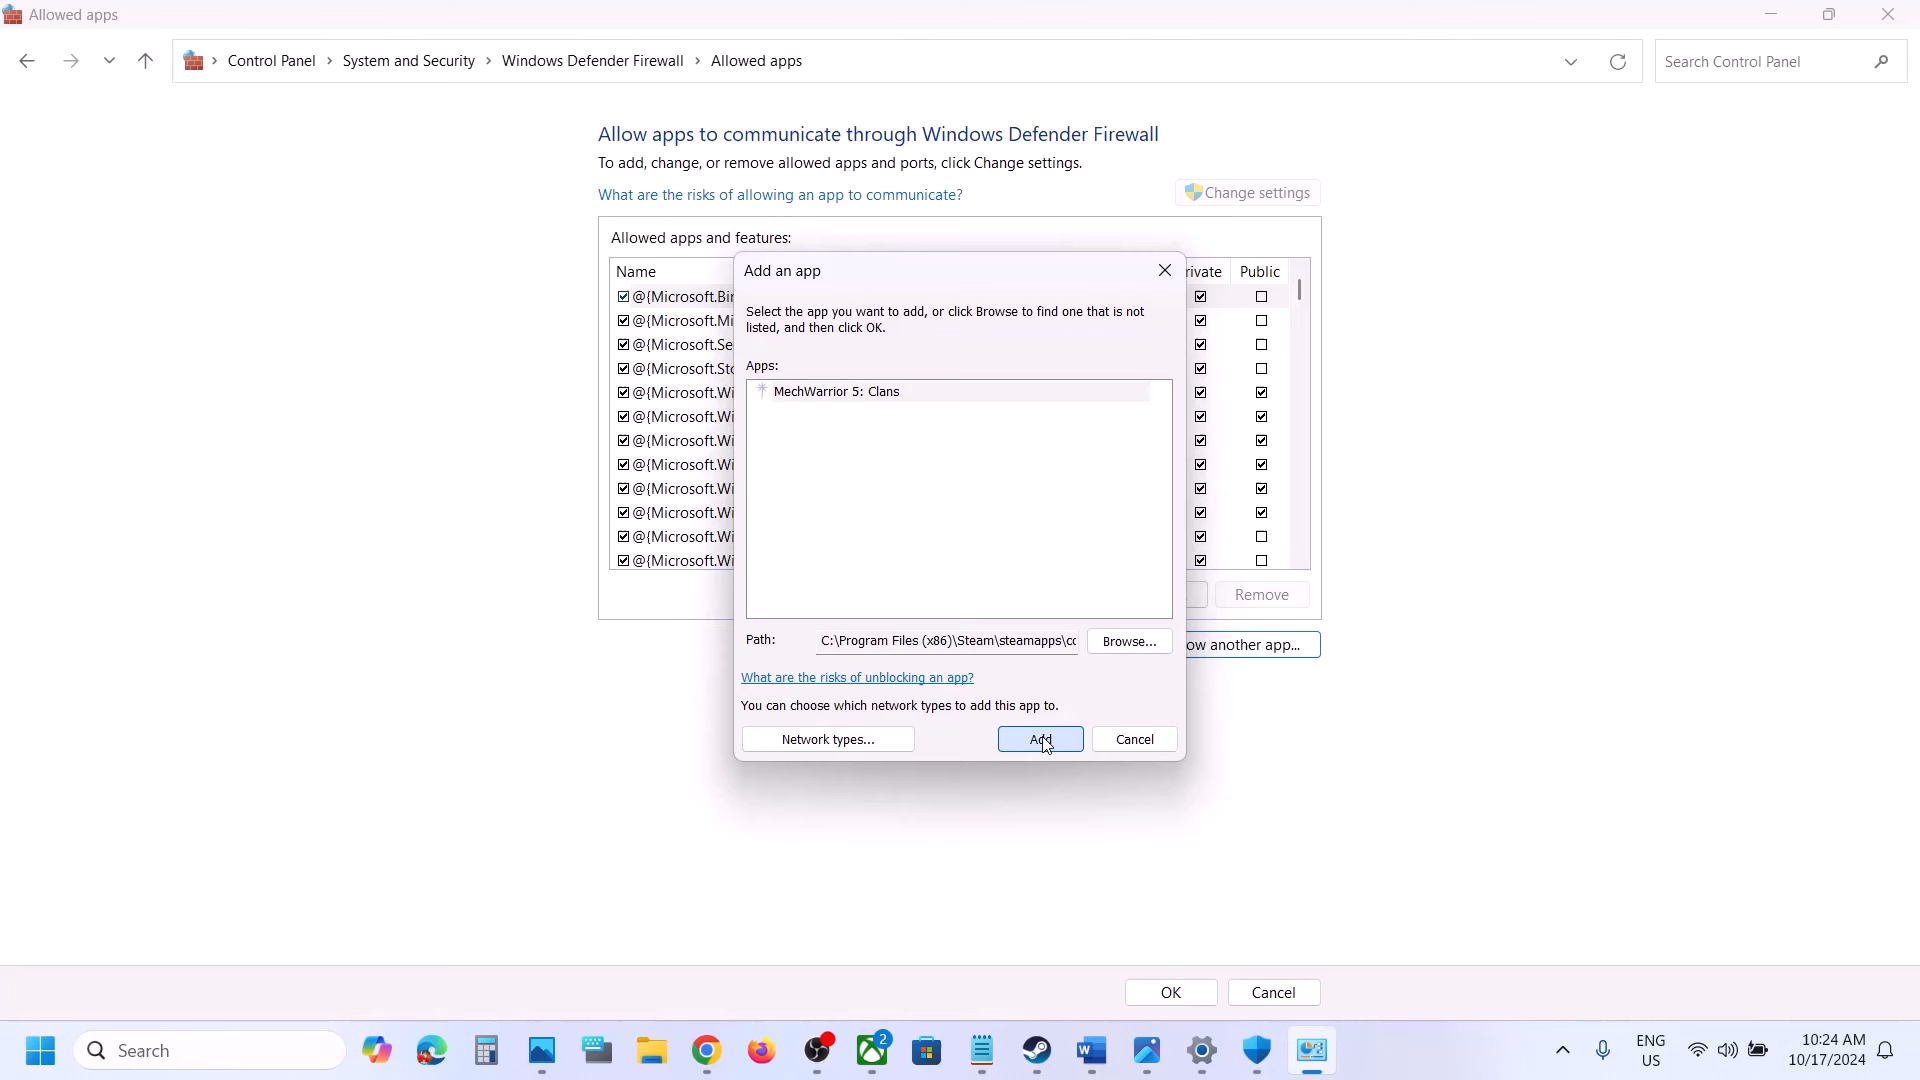 Allowed apps
Control Panel > System and Security > Windows Defender Firewall > Allowed apps
Search Control Panel
Allow apps to communicate through Windows Defender Firewall
To add, change, or remove allowed apps and ports, click Change settings.
What are the risks of allowing an app to communicate?
Change settings
Allowed apps and features:
Name
rivate
Public
@{Microsoft.Bin
@{Microsoft.Mi
@{Microsoft.Se
@{Microsoft.Sto
@{Microsoft.Wi
@{Microsoft.Wi
@{Microsoft.Wi
@{Microsoft.Wi
@{Microsoft.Wi
@{Microsoft.Wi
@{Microsoft.Wi
@{Microsoft.Wi
Remove
ow another app...
Add an app
Select the app you want to add, or click Browse to find one that is not
listed, and then click OK.
Apps:
MechWarrior 5: Clans
Path:
C:\Program Files (x86)\Steam\steamapps\co
Browse...
What are the risks of unblocking an app?
You can choose which network types to add this app to.
Network types...
Add
Cancel
OK
Cancel
Search
2
ENG
US
10:24 AM
10/17/2024